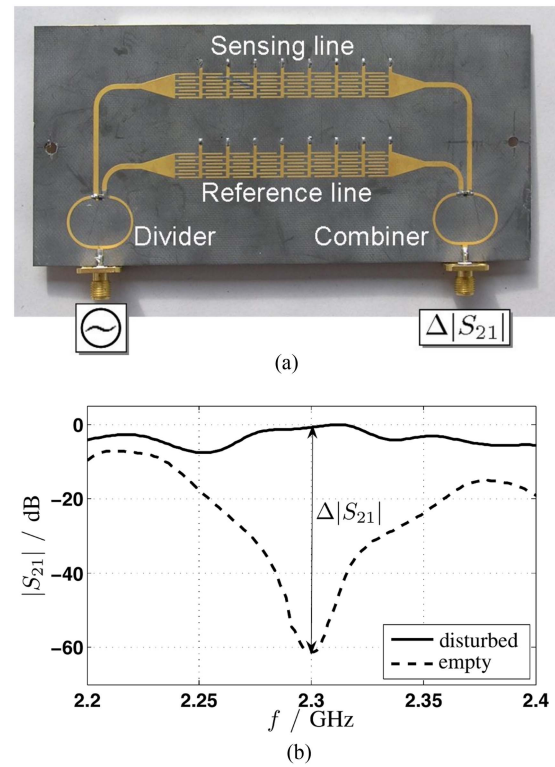 Sensing line
Reference line
Divider
Combiner
Δ|S₂₁|
(a)
|S₂₁| / dB
0
−20
−40
−60
Δ|S₂₁|
disturbed
empty
2.2
2.25
2.3
2.35
2.4
f / GHz
(b)